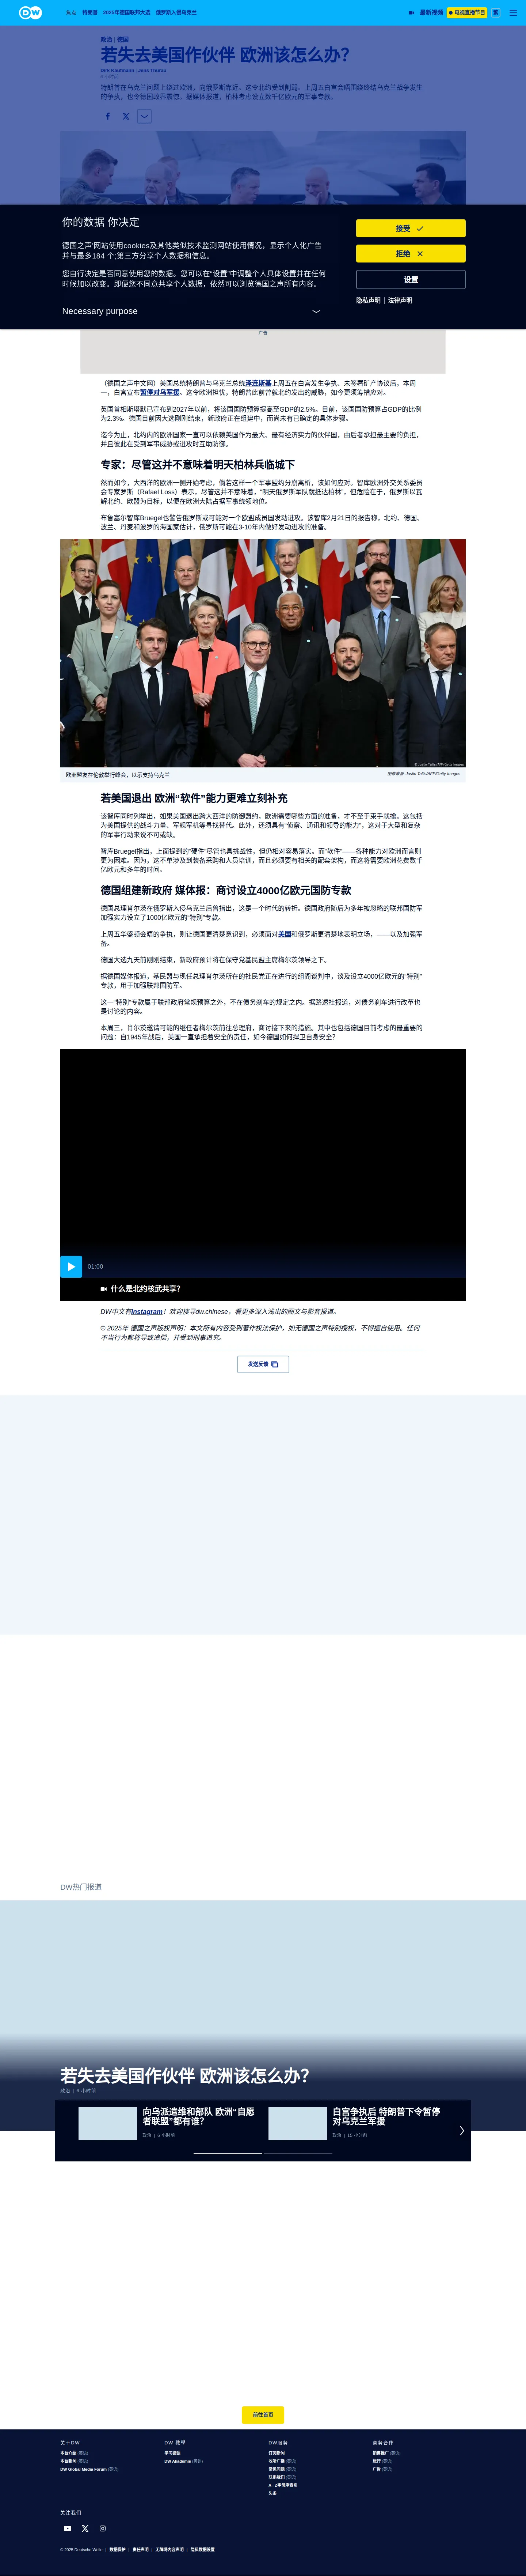 DW
焦点
特朗普
2025年德国联邦大选
俄罗斯入侵乌克兰
最新视频
电视直播节目
繁
政治 德国
若失去美国作伙伴 欧洲该怎么办？
Dirk Kaufmann | Jens Thurau
6 小时前
特朗普在乌克兰问题上绕过欧洲，向俄罗斯靠近。这令北约受到削弱。上周五白宫会晤围绕终结乌克兰战争发生
的争执，也令德国政界震惊。据媒体报道，柏林考虑设立数千亿欧元的军事专款。
你的数据 你决定
德国之声'网站使用cookies及其他类似技术监测网站使用情况，显示个人化广告
并与最多184 个;第三方分享个人数据和信息。
您自行决定是否同意使用您的数据。您可以在“设置”中调整个人具体设置并在任何
时候加以改变。即便您不同意共享个人数据，依然可以浏览德国之声所有内容。
Necessary purpose
接受
拒绝
设置
隐私声明 | 法律声明
广告
（德国之声中文网）美国总统特朗普与乌克兰总统泽连斯基上周五在白宫发生争执、未签署矿产协议后，本周
一，白宫宣布暂停对乌军援。这令欧洲担忧，特朗普此前曾就北约发出的威胁，如今更须筹措应对。
英国首相斯塔默已宣布到2027年以前，将该国国防预算提高至GDP的2.5%。目前，该国国防预算占GDP的比例
为2.3%。德国目前因大选刚刚结束，新政府正在组建中，而尚未有已确定的具体步骤。
迄今为止，北约内的欧洲国家一直可以依赖美国作为最大、最有经济实力的伙伴国，由后者承担最主要的负担，
并且彼此在受到军事威胁或进攻时互助防御。
专家：尽管这并不意味着明天柏林兵临城下
然而如今，大西洋的欧洲一侧开始考虑，倘若这样一个军事盟约分崩离析，该如何应对。智库欧洲外交关系委员
会专家罗斯（Rafael Loss）表示，尽管这并不意味着，“明天俄罗斯军队就抵达柏林”，但危险在于，俄罗斯以瓦
解北约、欧盟为目标，以便在欧洲大陆占据军事统领地位。
布鲁塞尔智库Bruegel也警告俄罗斯或可能对一个欧盟成员国发动进攻。该智库2月21日的报告称，北约、德国、
波兰、丹麦和波罗的海国家估计，俄罗斯可能在3-10年内做好发动进攻的准备。
© Justin Tallis/AFP/Getty Images
欧洲盟友在伦敦举行峰会，以示支持乌克兰
图像来源: Justin Tallis/AFP/Getty Images
若美国退出 欧洲“软件”能力更难立刻补充
该智库同时列举出，如果美国退出跨大西洋的防御盟约，欧洲需要哪些方面的准备，才不至于束手就擒。这包括
为美国提供的战斗力量、军舰军机等寻找替代。此外，还须具有“侦察、通讯和领导的能力”，这对于大型和复杂
的军事行动来说不可或缺。
智库Bruegel指出，上面提到的“硬件”尽管也具挑战性，但仍相对容易落实。而“软件”——各种能力对欧洲而言则
更为困难。因为，这不单涉及到装备采购和人员培训，而且必须要有相关的配套架构，而这将需要欧洲花费数千
亿欧元和多年的时间。
德国组建新政府 媒体报：商讨设立4000亿欧元国防专款
德国总理肖尔茨在俄罗斯入侵乌克兰后曾指出，这是一个时代的转折。德国政府随后为多年被忽略的联邦国防军
加强实力设立了1000亿欧元的“特别”专款。
上周五华盛顿会晤的争执，则让德国更清楚意识到，必须面对美国和俄罗斯更清楚地表明立场，——以及加强军
备。
德国大选九天前刚刚结束，新政府预计将在保守党基民盟主席梅尔茨领导之下。
据德国媒体报道，基民盟与现任总理肖尔茨所在的社民党正在进行的组阁谈判中，谈及设立4000亿欧元的“特别”
专款，用于加强联邦国防军。
这一“特别”专款属于联邦政府常规预算之外，不在债务刹车的规定之内。据路透社报道，对债务刹车进行改革也
是讨论的内容。
本周三，肖尔茨邀请可能的继任者梅尔茨前往总理府，商讨接下来的措施。其中也包括德国目前考虑的最重要的
问题：自1945年战后，美国一直承担着安全的责任，如今德国如何捍卫自身安全？
01:00
什么是北约核武共享？
DW中文有Instagram！欢迎搜寻dw.chinese，看更多深入浅出的图文与影音报道。
© 2025年 德国之声版权声明：本文所有内容受到著作权法保护，如无德国之声特别授权，不得擅自使用。任何
不当行为都将导致追偿，并受到刑事追究。
发送反馈
DW热门报道
若失去美国作伙伴 欧洲该怎么办？
政治 | 6 小时前
向乌派遣维和部队 欧洲“自愿
者联盟”都有谁？
政治 | 6 小时前
白宫争执后 特朗普下令暂停
对乌克兰军援
政治 | 10 小时前
前往首页
关于DW
本台介绍 (英语)
本台新闻 (英语)
DW Global Media Forum (英语)
DW 教學
学习德语
DW Akademie (英语)
DW服务
订阅新闻
收听广播 (英语)
常见问题 (英语)
联系我们 (英语)
A - Z字母序索引
头条
商务合作
销售推广 (英语)
旅行 (英语)
广告 (英语)
关注我们
© 2025 Deutsche Welle | 数据保护 | 责任声明 | 无障碍内容声明 | 隐私数据设置